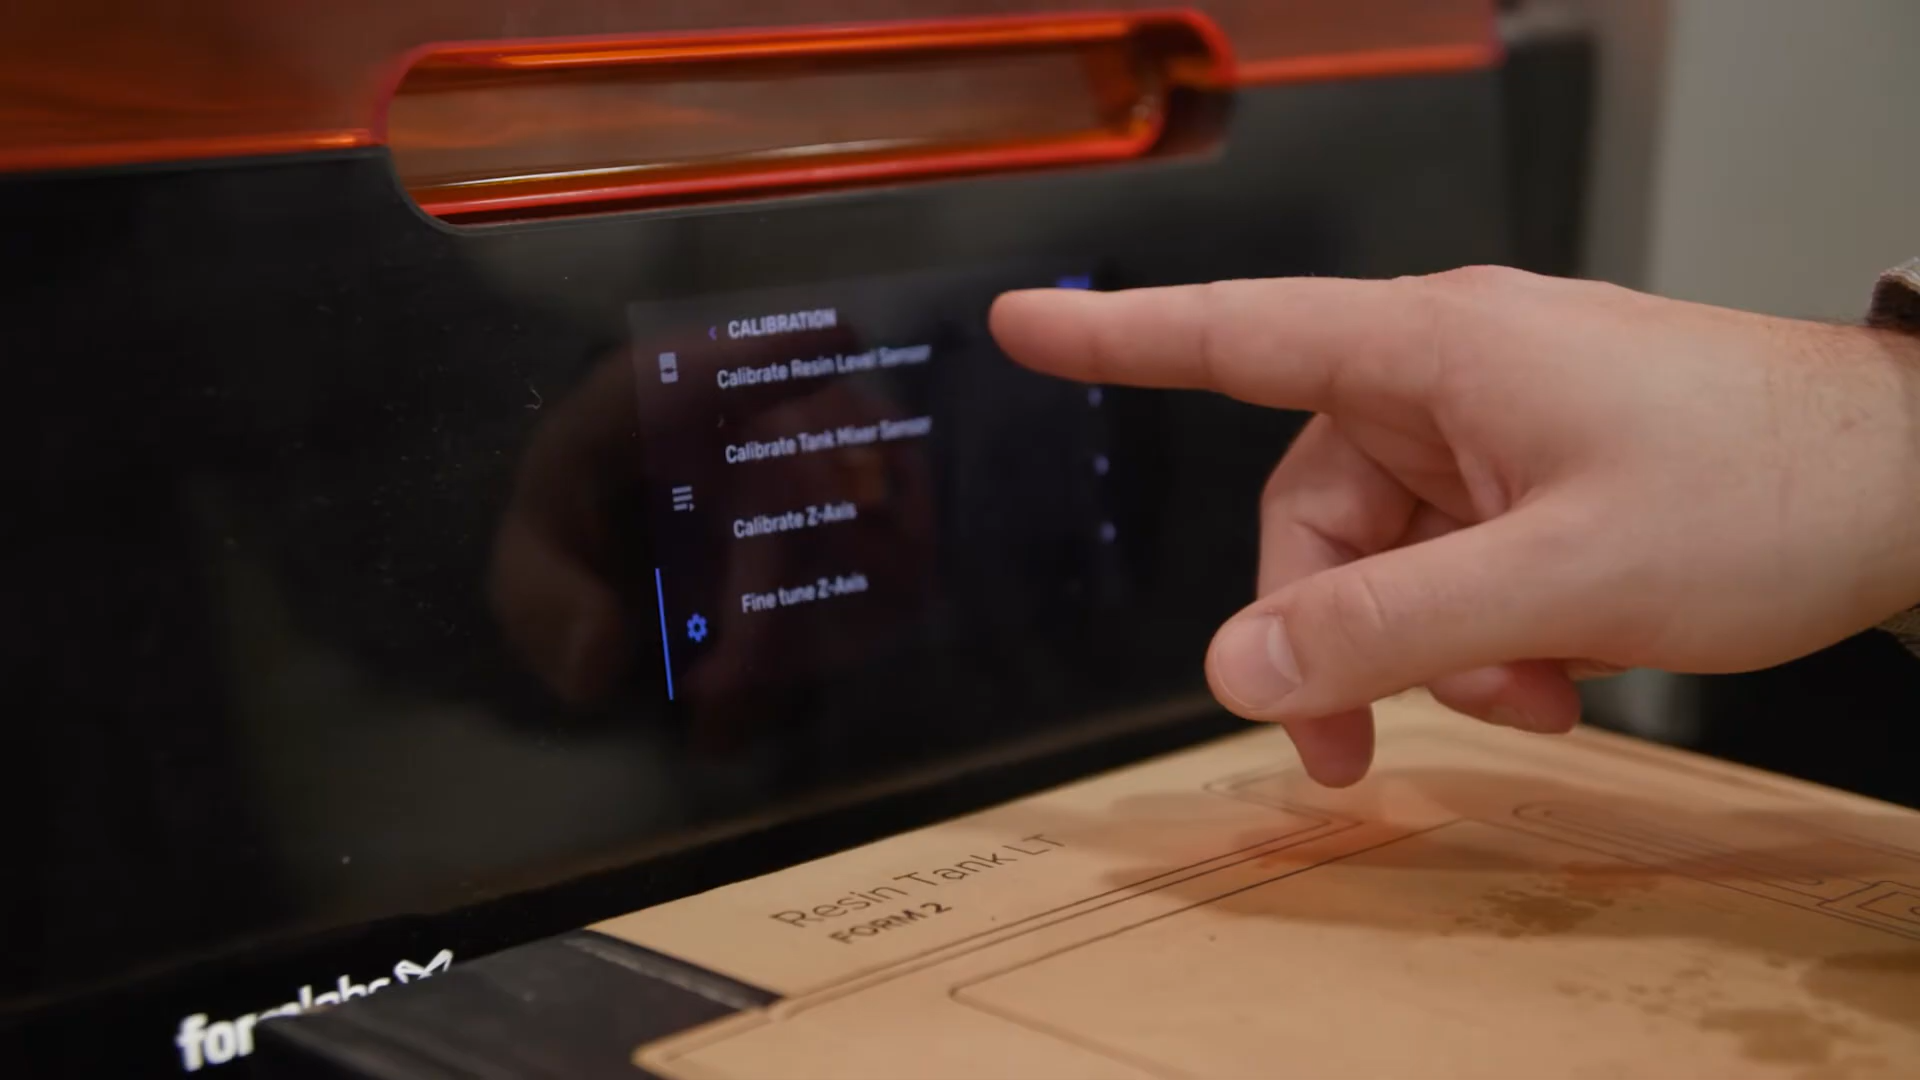 CALIBRATION
Calibrate Resin Level Sensor
Calibrate Tank Mixer Sensor
Calibrate Z-Axis
Fine tune Z-Axis
Resin Tank LT
FORM 2
formlabs